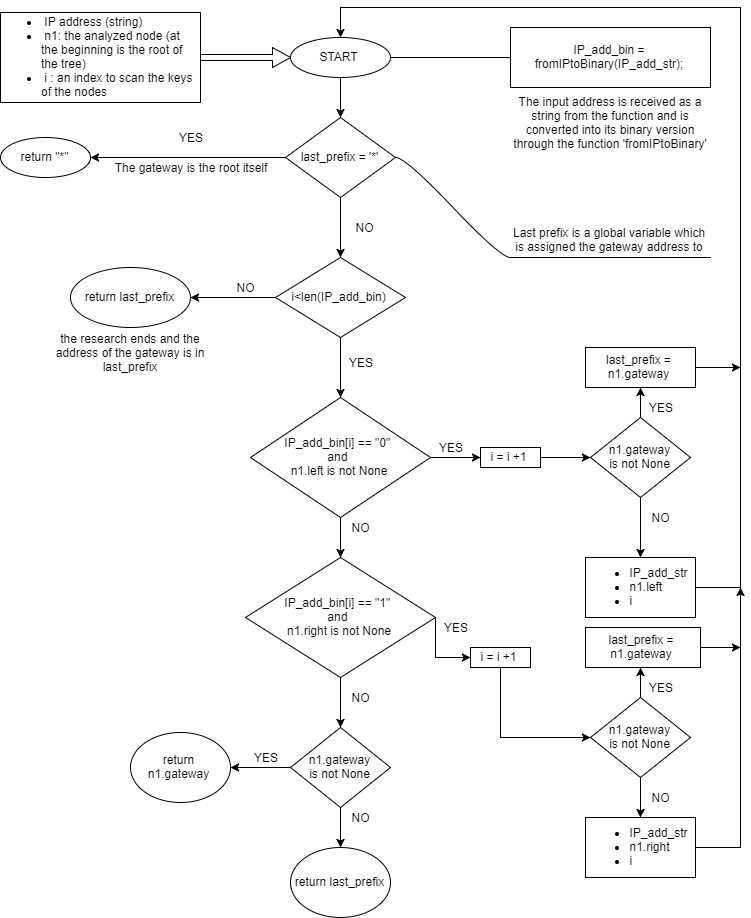 • IP address (string)
• n1: the analyzed node (at
the beginning is the root of
the tree)
• i : an index to scan the keys
of the nodes
START
IP_add_bin =
fromIPtoBinary(IP_add_str);
The input address is received as a
string from the function and is
converted into its binary version
through the function 'fromIPtoBinary'
YES
return "*"
The gateway is the root itself
last_prefix = '*'
NO
Last prefix is a global variable which
is assigned the gateway address to
return last_prefix
NO
i<len(IP_add_bin)
the research ends and the
address of the gateway is in
last_prefix
YES
last_prefix =
n1.gateway
YES
IP_add_bin[i] == "0"
and
n1.left is not None
YES
i = i +1
n1.gateway
is not None
NO
NO
IP_add_bin[i] == "1"
and
n1.right is not None
• IP_add_str
• n1.left
• i
YES
i = i +1
last_prefix =
n1.gateway
YES
NO
n1.gateway
is not None
return
n1.gateway
YES
n1.gateway
is not None
NO
NO
• IP_add_str
• n1.right
• i
return last_prefix